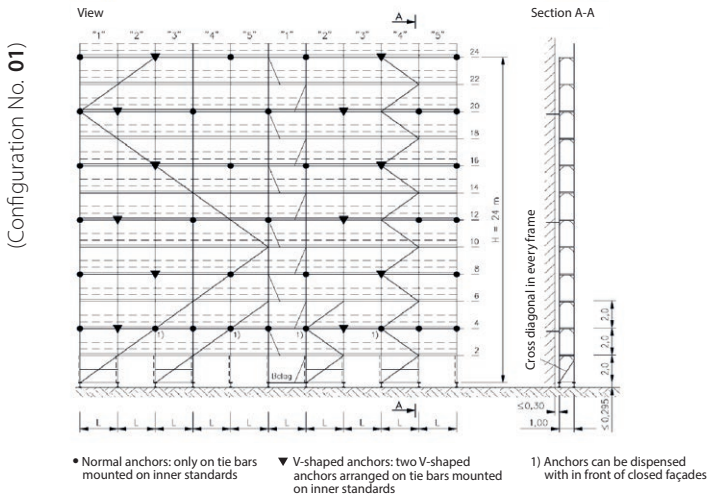 (Configuration No. 01)
View
Section A-A
A
"1" "2" "3" "4" "5" "1" "2" "3" "4" "5"
24
22
20
18
16
14
12
10
8
6
4
2
H = 24 m
1) 1) 1) 1)
Cross diagonal in every frame
2,0
2,0
2,0
A
≤0,30
1,00
≤0,295
L L L L L L L L L L
• Normal anchors: only on tie bars
mounted on inner standards
▼ V-shaped anchors: two V-shaped
anchors arranged on tie bars mounted
on inner standards
1) Anchors can be dispensed
with in front of closed façades